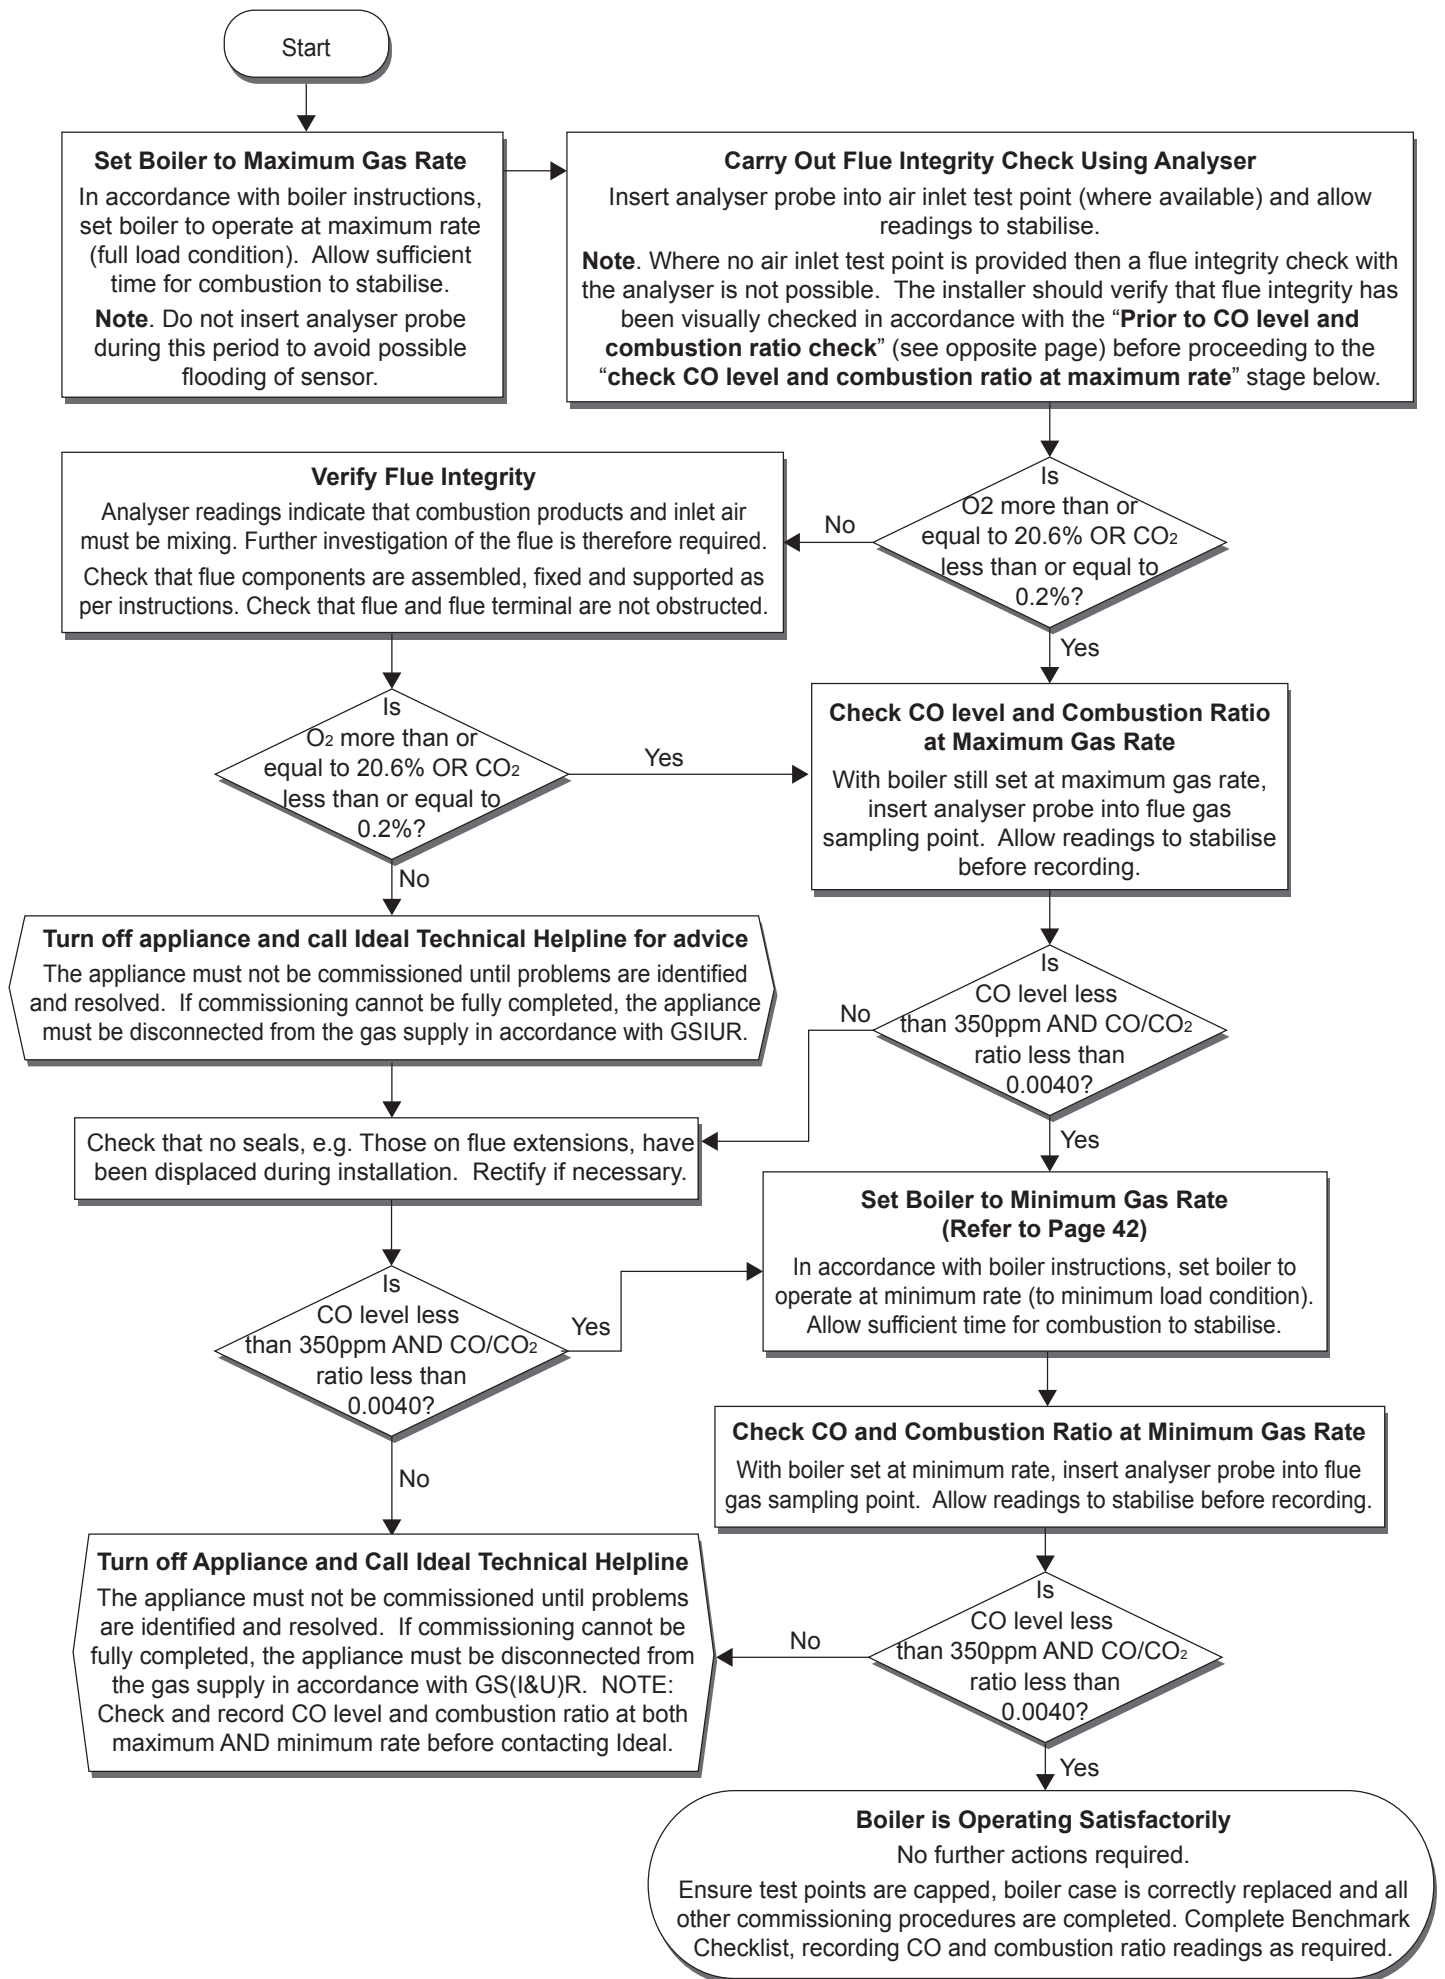 Start
Set Boiler to Maximum Gas Rate
In accordance with boiler instructions,
set boiler to operate at maximum rate
(full load condition).  Allow sufficient
time for combustion to stabilise.
Note. Do not insert analyser probe
during this period to avoid possible
flooding of sensor.
Carry Out Flue Integrity Check Using Analyser
Insert analyser probe into air inlet test point (where available) and allow
readings to stabilise.
Note. Where no air inlet test point is provided then a flue integrity check with
the analyser is not possible.  The installer should verify that flue integrity has
been visually checked in accordance with the “Prior to CO level and
combustion ratio check” (see opposite page) before proceeding to the
“check CO level and combustion ratio at maximum rate” stage below.
Is
O2 more than or
equal to 20.6% OR CO2
less than or equal to
0.2%?
No
Yes
Verify Flue Integrity
Analyser readings indicate that combustion products and inlet air
must be mixing. Further investigation of the flue is therefore required.
Check that flue components are assembled, fixed and supported as
per instructions. Check that flue and flue terminal are not obstructed.
Is
O2 more than or
equal to 20.6% OR CO2
less than or equal to
0.2%?
Yes
No
Check CO level and Combustion Ratio
at Maximum Gas Rate
With boiler still set at maximum gas rate,
insert analyser probe into flue gas
sampling point.  Allow readings to stabilise
before recording.
Turn off appliance and call Ideal Technical Helpline for advice
The appliance must not be commissioned until problems are identified
and resolved.  If commissioning cannot be fully completed, the appliance
must be disconnected from the gas supply in accordance with GSIUR.
Is
CO level less
than 350ppm AND CO/CO2
ratio less than
0.0040?
No
Yes
Check that no seals, e.g. Those on flue extensions, have
been displaced during installation.  Rectify if necessary.
Set Boiler to Minimum Gas Rate
(Refer to Page 42)
In accordance with boiler instructions, set boiler to
operate at minimum rate (to minimum load condition).
Allow sufficient time for combustion to stabilise.
Is
CO level less
than 350ppm AND CO/CO2
ratio less than
0.0040?
Yes
No
Check CO and Combustion Ratio at Minimum Gas Rate
With boiler set at minimum rate, insert analyser probe into flue
gas sampling point.  Allow readings to stabilise before recording.
Turn off Appliance and Call Ideal Technical Helpline
The appliance must not be commissioned until problems
are identified and resolved.  If commissioning cannot be
fully completed, the appliance must be disconnected from
the gas supply in accordance with GS(I&U)R.  NOTE:
Check and record CO level and combustion ratio at both
maximum AND minimum rate before contacting Ideal.
Is
CO level less
than 350ppm AND CO/CO2
ratio less than
0.0040?
No
Yes
Boiler is Operating Satisfactorily
No further actions required.
Ensure test points are capped, boiler case is correctly replaced and all
other commissioning procedures are completed. Complete Benchmark
Checklist, recording CO and combustion ratio readings as required.